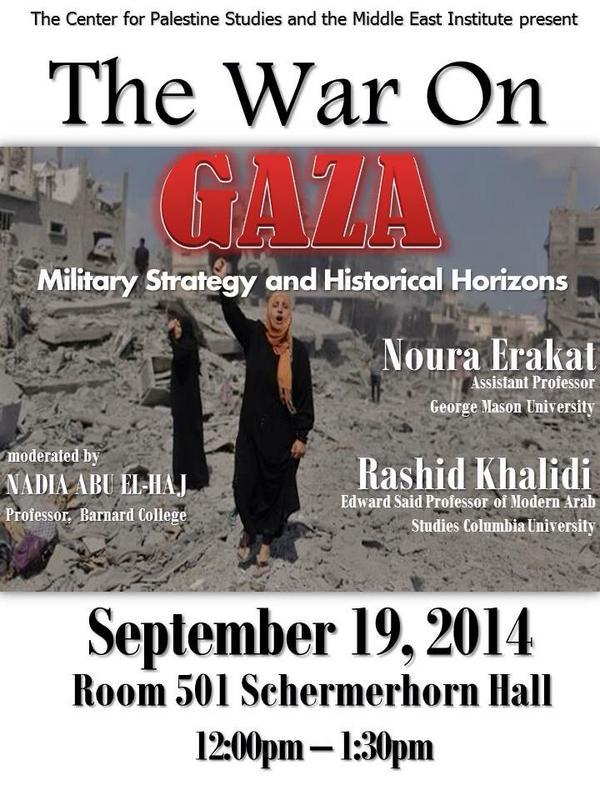 The Center for Palestine Studies and the Middle East Institute present
The War On
GAZA
Military Strategy and Historical Horizons
Noura Erakat
Assistant Professor
George Mason University
moderated by
NADIA ABU EL-HAJ
Professor, Barnard College
Rashid Khalidi
Edward Said Professor of Modern Arab
Studies Columbia University
September 19, 2014
Room 501 Schermerhorn Hall
12:00pm – 1:30pm